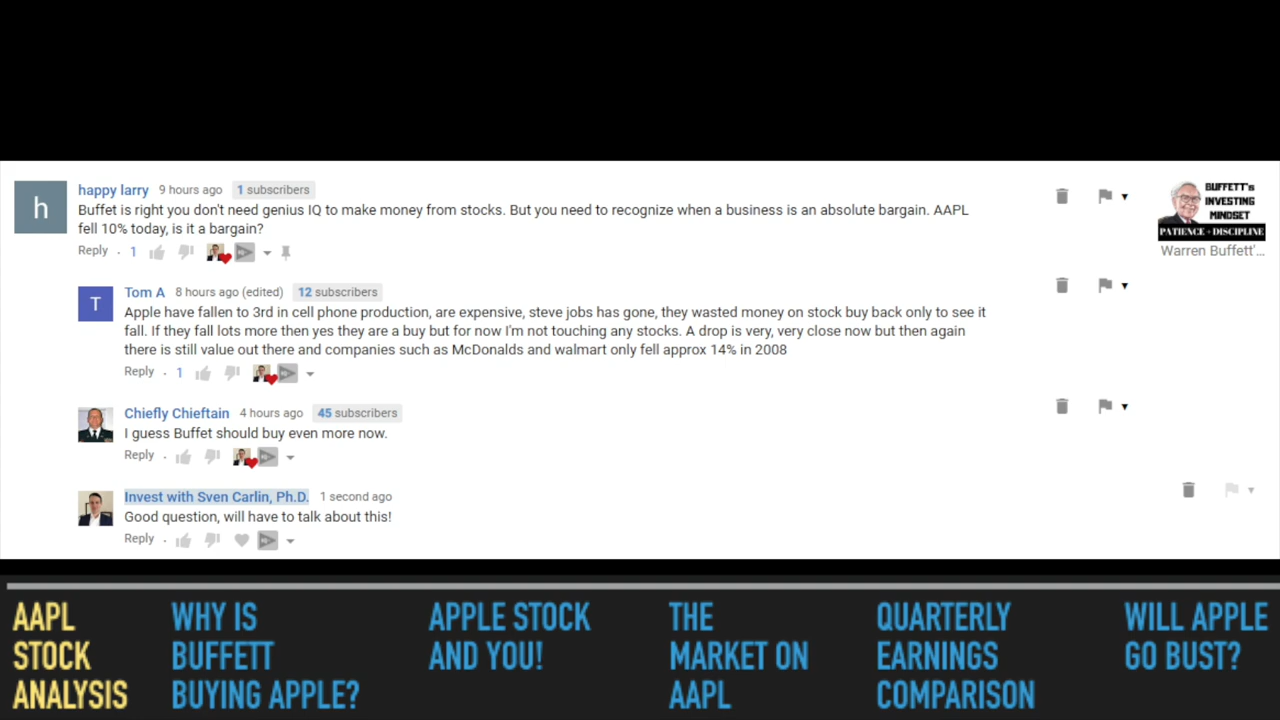 happy larry 9 hours ago 1 subscribers
Buffet is right you don't need genius IQ to make money from stocks. But you need to recognize when a business is an absolute bargain. AAPL
fell 10% today, is it a bargain?
Reply · 1
BUFFETT's
INVESTING
MINDSET
PATIENCE + DISCIPLINE
Warren Buffett'...
h
Tom A 8 hours ago (edited) 12 subscribers
Apple have fallen to 3rd in cell phone production, are expensive, steve jobs has gone, they wasted money on stock buy back only to see it
fall. If they fall lots more then yes they are a buy but for now I'm not touching any stocks. A drop is very, very close now but then again
there is still value out there and companies such as McDonalds and walmart only fell approx 14% in 2008
Reply · 1
T
Chiefly Chieftain 4 hours ago 45 subscribers
I guess Buffet should buy even more now.
Reply ·
Invest with Sven Carlin, Ph.D. 1 second ago
Good question, will have to talk about this!
Reply ·
AAPL
STOCK
ANALYSIS
WHY IS
BUFFETT
BUYING APPLE?
APPLE STOCK
AND YOU!
THE
MARKET ON
AAPL
QUARTERLY
EARNINGS
COMPARISON
WILL APPLE
GO BUST?